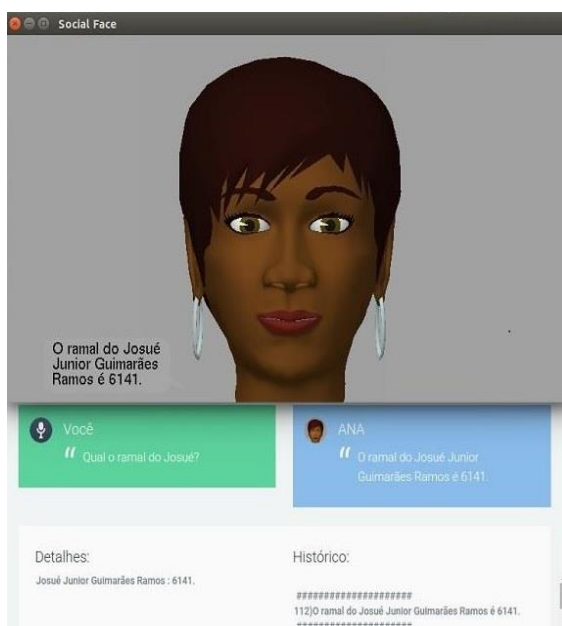 Social Face
O ramal do Josué
Junior Guimarães
Ramos é 6141.
Você
“ Qual o ramal do Josué?
ANA
“ O ramal do Josué Junior
Guimarães Ramos é 6141.
Detalhes:
Josué Junior Guimarães Ramos : 6141.
Histórico:
#####################
112)O ramal do Josué Junior Guimarães Ramos é 6141.
#####################